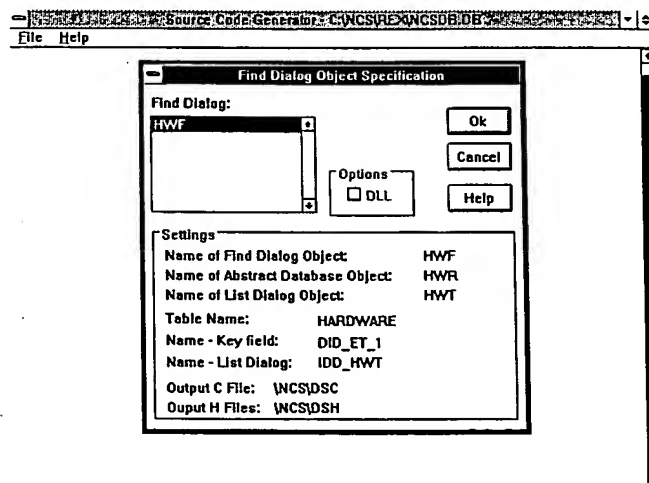 Source Code Generator - C:\NCS\REX\NCSDB.DB
File Help
Find Dialog Object Specification
Find Dialog:
HWF
Ok
Cancel
Help
Options
DLL
Settings
Name of Find Dialog Object: HWF
Name of Abstract Database Object: HWR
Name of List Dialog Object: HWT
Table Name: HARDWARE
Name - Key field: DID_ET_1
Name - List Dialog: IDD_HWT
Output C File: \NCS\DSC
Ouput H Files: \NCS\DSH